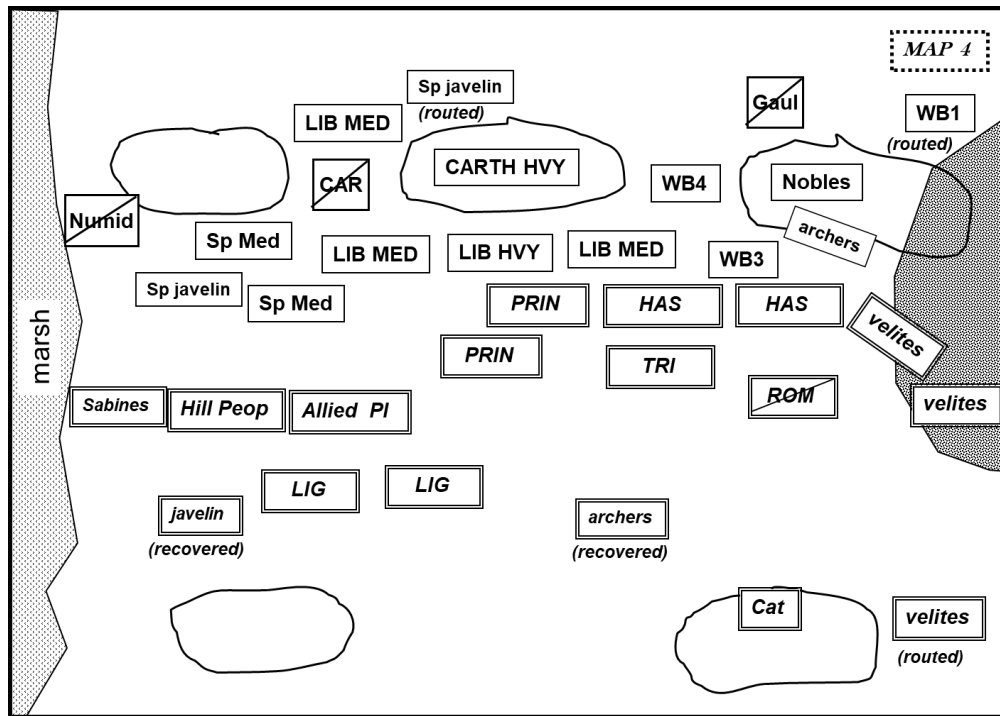 MAP 4
Sp javelin
(routed)
Gaul
WB1
(routed)
LIB MED
CAR
CARTH HVY
WB4
Nobles
Numid
archers
Sp Med
LIB MED
LIB HVY
LIB MED
WB3
Sp javelin
Sp Med
PRIN
HAS
HAS
velites
marsh
PRIN
TRI
ROM
Sabines
Hill Peop
Allied Pl
velites
LIG
LIG
javelin
(recovered)
archers
(recovered)
Cat
velites
(routed)